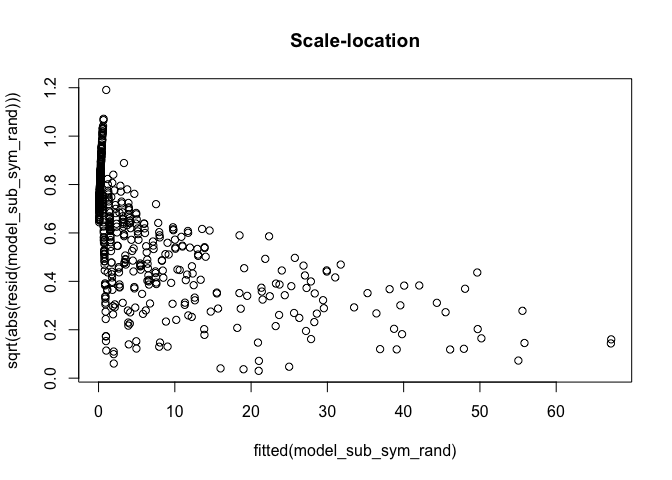 Scale-location
sqrt(abs(resid(model_sub_sym_rand)))
1.2
1.0
0.8
0.6
0.4
0.2
0.0
0 10 20 30 40 50 60
fitted(model_sub_sym_rand)